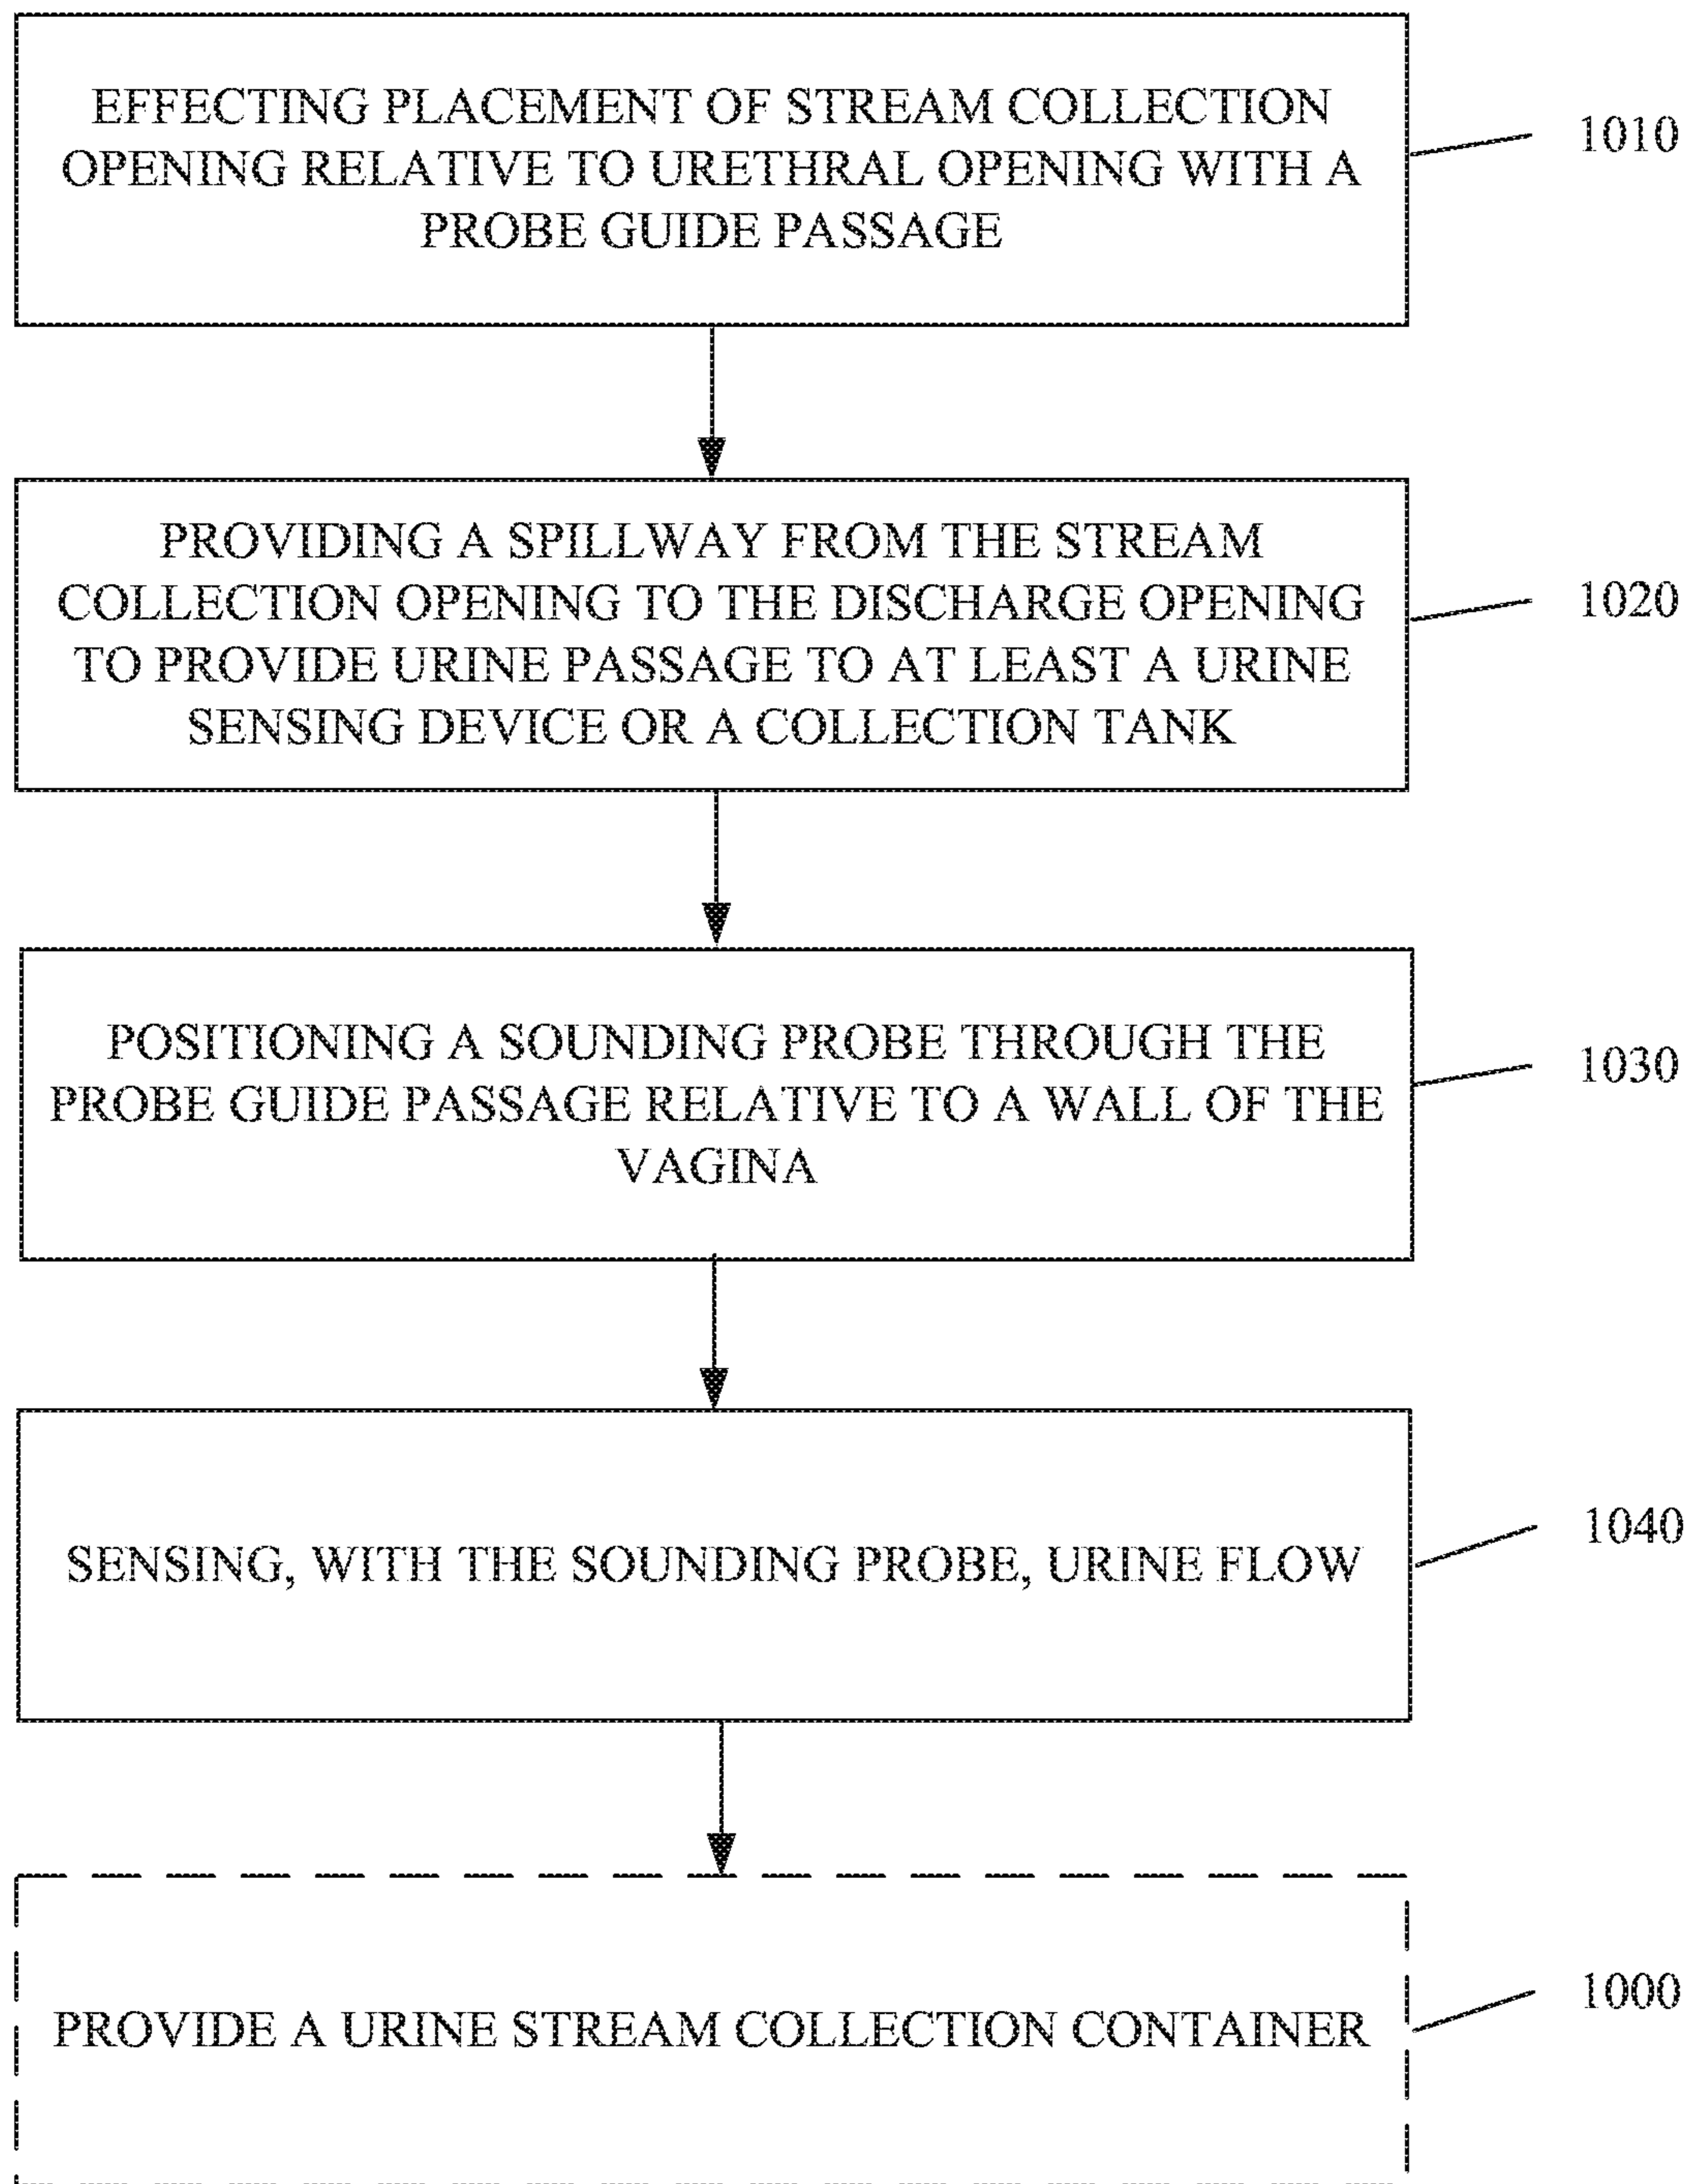 EFFECTING PLACEMENT OF STREAM COLLECTION
OPENING RELATIVE TO URETHRAL OPENING WITH A
PROBE GUIDE PASSAGE
1010
PROVIDING A SPILLWAY FROM THE STREAM
COLLECTION OPENING TO THE DISCHARGE OPENING
TO PROVIDE URINE PASSAGE TO AT LEAST A URINE
SENSING DEVICE OR A COLLECTION TANK
1020
POSITIONING A SOUNDING PROBE THROUGH THE
PROBE GUIDE PASSAGE RELATIVE TO A WALL OF THE
VAGINA
1030
SENSING, WITH THE SOUNDING PROBE, URINE FLOW
1040
PROVIDE A URINE STREAM COLLECTION CONTAINER
1000